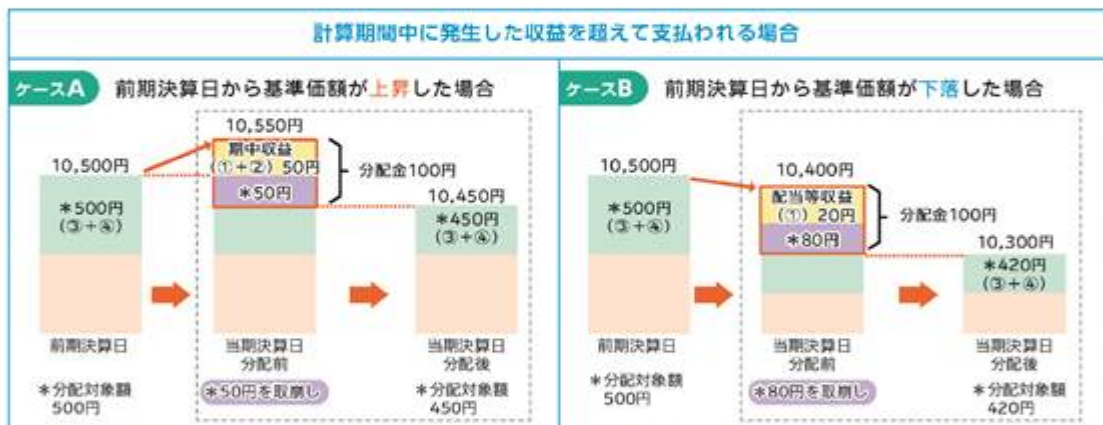 計算期間中に発生した収益を超えて支払われる場合
ケースA 前期決算日から基準価額が上昇した場合
10,550円
期中収益
(①+②) 50円
*50円
分配金100円
10,500円
*500円
(③+④)
10,450円
*450円
(③+④)
前期決算日
当期決算日
分配前
当期決算日
分配後
*分配対象額
500円
*50円を取崩し
*分配対象額
450円
ケースB 前期決算日から基準価額が下落した場合
10,500円
*500円
(③+④)
10,400円
配当等収益
(①) 20円
*80円
分配金100円
10,300円
*420円
(③+④)
前期決算日
当期決算日
分配前
当期決算日
分配後
*分配対象額
500円
*80円を取崩し
*分配対象額
420円